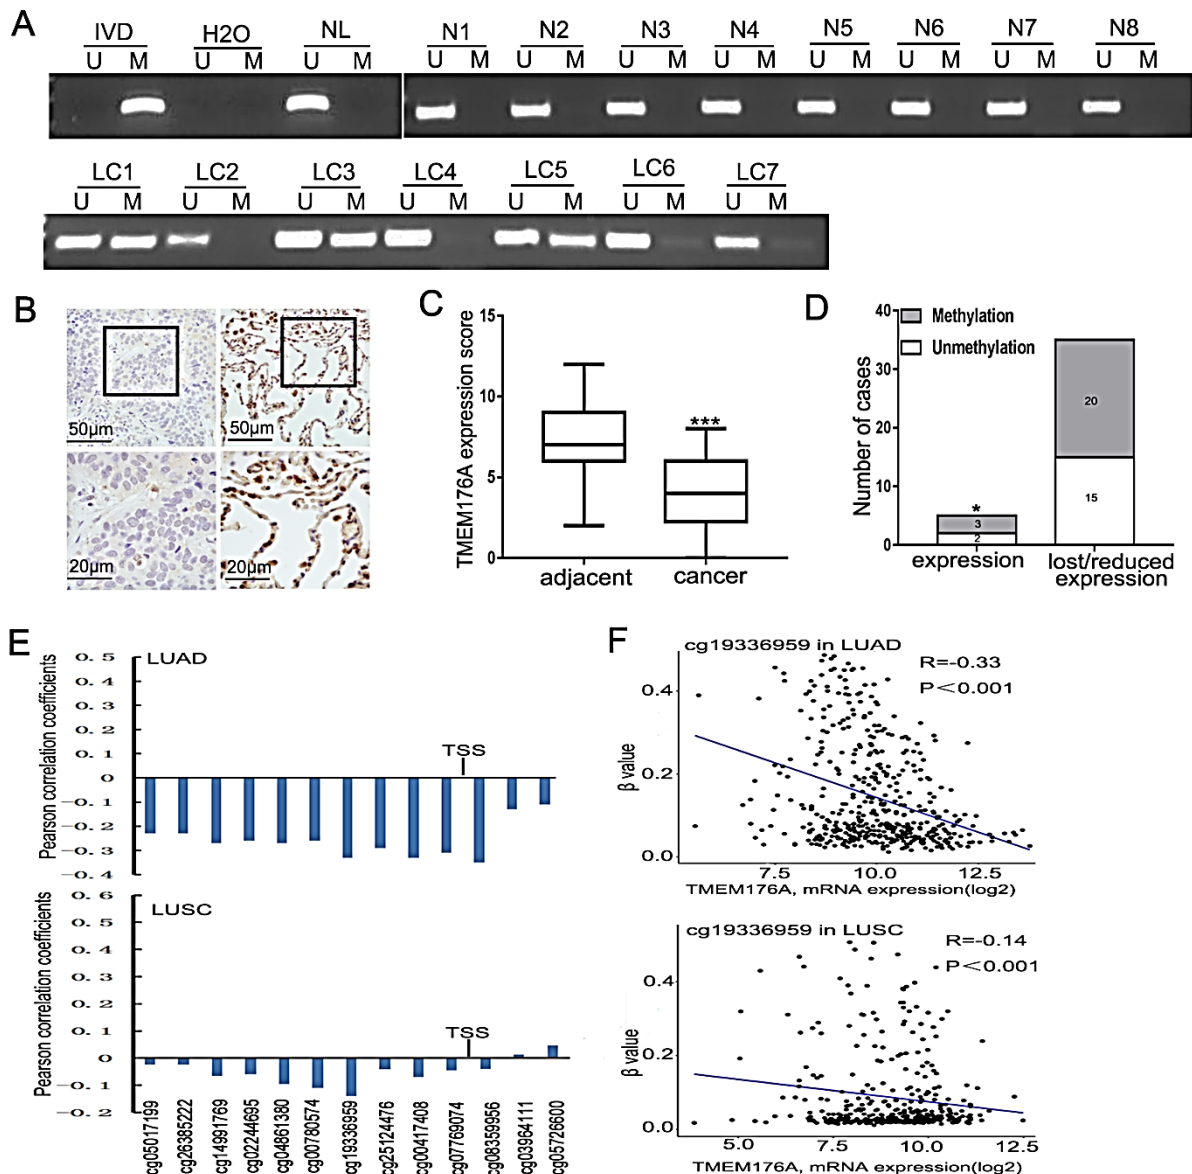 A
IVD H2O NL N1 N2 N3 N4 N5 N6 N7 N8
U M U M U M U M U M U M U M U M U M U M U M
LC1 LC2 LC3 LC4 LC5 LC6 LC7
U M U M U M U M U M U M U M
B
50μm 50μm
20μm 20μm
C
TMEM176A expression score
15
10
5
0
***
adjacent cancer
D
Number of cases
40
30
20
10
0
Methylation
Unmethylation
*
3
2
20
15
expression lost/reduced
expression
E
Pearson correlation coefficients
LUAD
0.5
0.4
0.3
0.2
0.1
0
-0.1
-0.2
-0.3
-0.4
TSS
Pearson correlation coefficients
LUSC
0.6
0.5
0.4
0.3
0.2
0.1
0
-0.1
-0.2
TSS
cg05017199
cg26385222
cg14991769
cg02244695
cg04861380
cg00780574
cg19336959
cg25124476
cg00417408
cg07769074
cg08359956
cg03984111
cg05726600
F
cg19336959 in LUAD
R=-0.33
P<0.001
β value
0.4
0.2
0.0
7.5 10.0 12.5
TMEM176A, mRNA expression(log2)
cg19336959 in LUSC
R=-0.14
P<0.001
β value
0.4
0.2
0.0
5.0 7.5 10.0 12.5
TMEM176A, mRNA expression(log2)